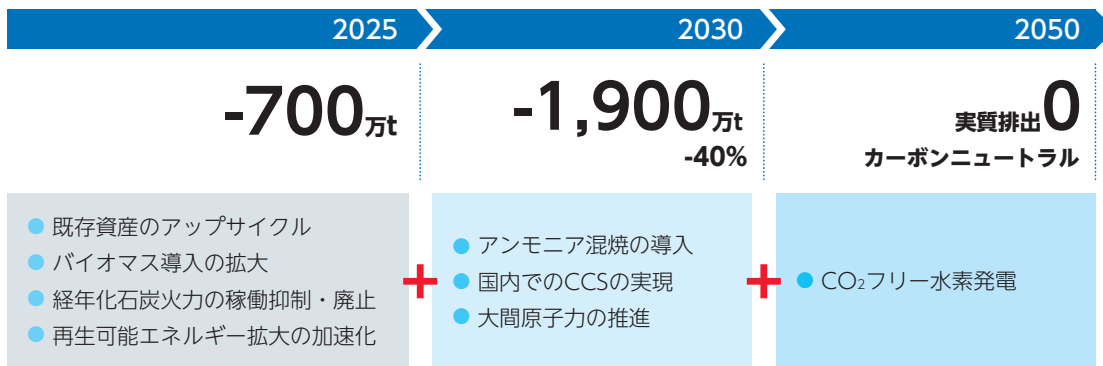 2025
2030
2050
-700万t
-1,900万t
-40%
実質排出0
カーボンニュートラル
● 既存資産のアップサイクル
● バイオマス導入の拡大
● 経年化石炭火力の稼働抑制・廃止
● 再生可能エネルギー拡大の加速化
+
● アンモニア混焼の導入
● 国内でのCCSの実現
● 大間原子力の推進
+
● CO₂フリー水素発電